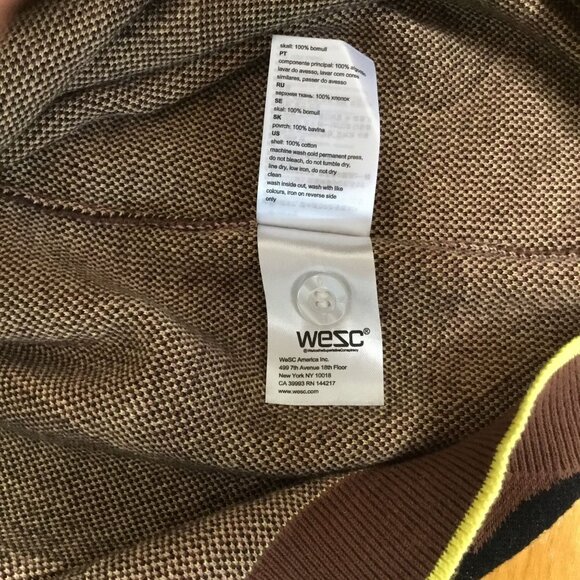 skall: 100% bomull
PT
componente principal: 100% algodao
lavar do avesso, lavar com cores
similares, passer do avesso
RU
верхняя ткань: 100% хлопок
SE
skal: 100% bomull
SK
povrch: 100% bavlna
US
shell: 100% cotton
machine wash cold permanent press,
do not bleach, do not tumble dry,
line dry, low iron, do not dry
clean
wash inside out, wash with like
colours, iron on reverse side
only
wesc®
WeSC America Inc.
499 7th Avenue 18th Floor
New York NY 10018
CA 39993 RN 144217
www.wesc.com